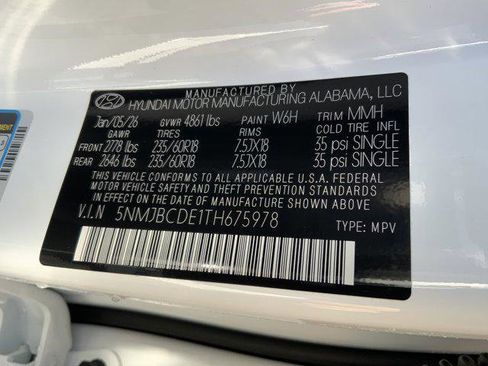 MANUFACTURED BY
HYUNDAI MOTOR MANUFACTURING ALABAMA, LLC
Jan/05/26 GVWR 4861 lbs PAINT W6H TRIM MMH
GAWR TIRES RIMS COLD TIRE INFL
FRONT 2778 lbs 235/60R18 7.5JX18 35 psi SINGLE
REAR 2646 lbs 235/60R18 7.5JX18 35 psi SINGLE
THIS VEHICLE CONFORMS TO ALL APPLICABLE U.S.A. FEDERAL
MOTOR VEHICLE SAFETY AND THEFT PREVENTION STANDARDS
IN EFFECT ON THE DATE OF MANUFACTURE SHOWN ABOVE.
V.I.N 5NMJBCDE1TH675978 TYPE: MPV